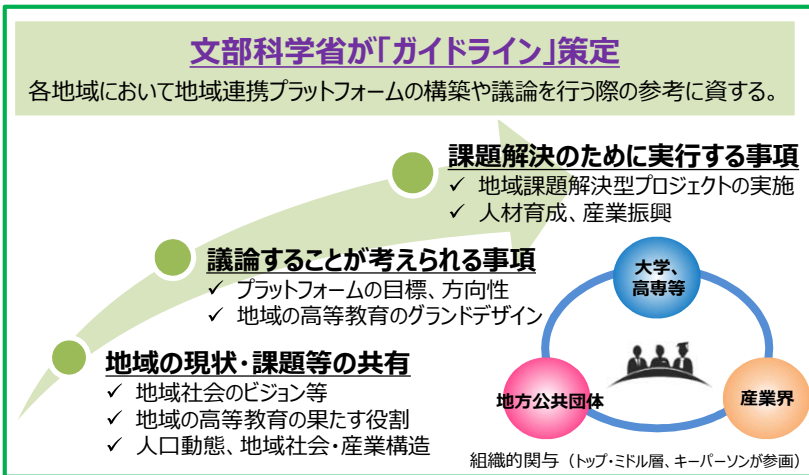 文部科学省が「ガイドライン」策定
各地域において地域連携プラットフォームの構築や議論を行う際の参考に資する。
課題解決のために実行する事項
✓ 地域課題解決型プロジェクトの実施
✓ 人材育成、産業振興
議論することが考えられる事項
✓ プラットフォームの目標、方向性
✓ 地域の高等教育のグランドデザイン
地域の現状・課題等の共有
✓ 地域社会のビジョン等
✓ 地域の高等教育の果たす役割
✓ 人口動態、地域社会・産業構造
大学、
高専等
地方公共団体
産業界
組織的関与（トップ・ミドル層、キーパーソンが参画）